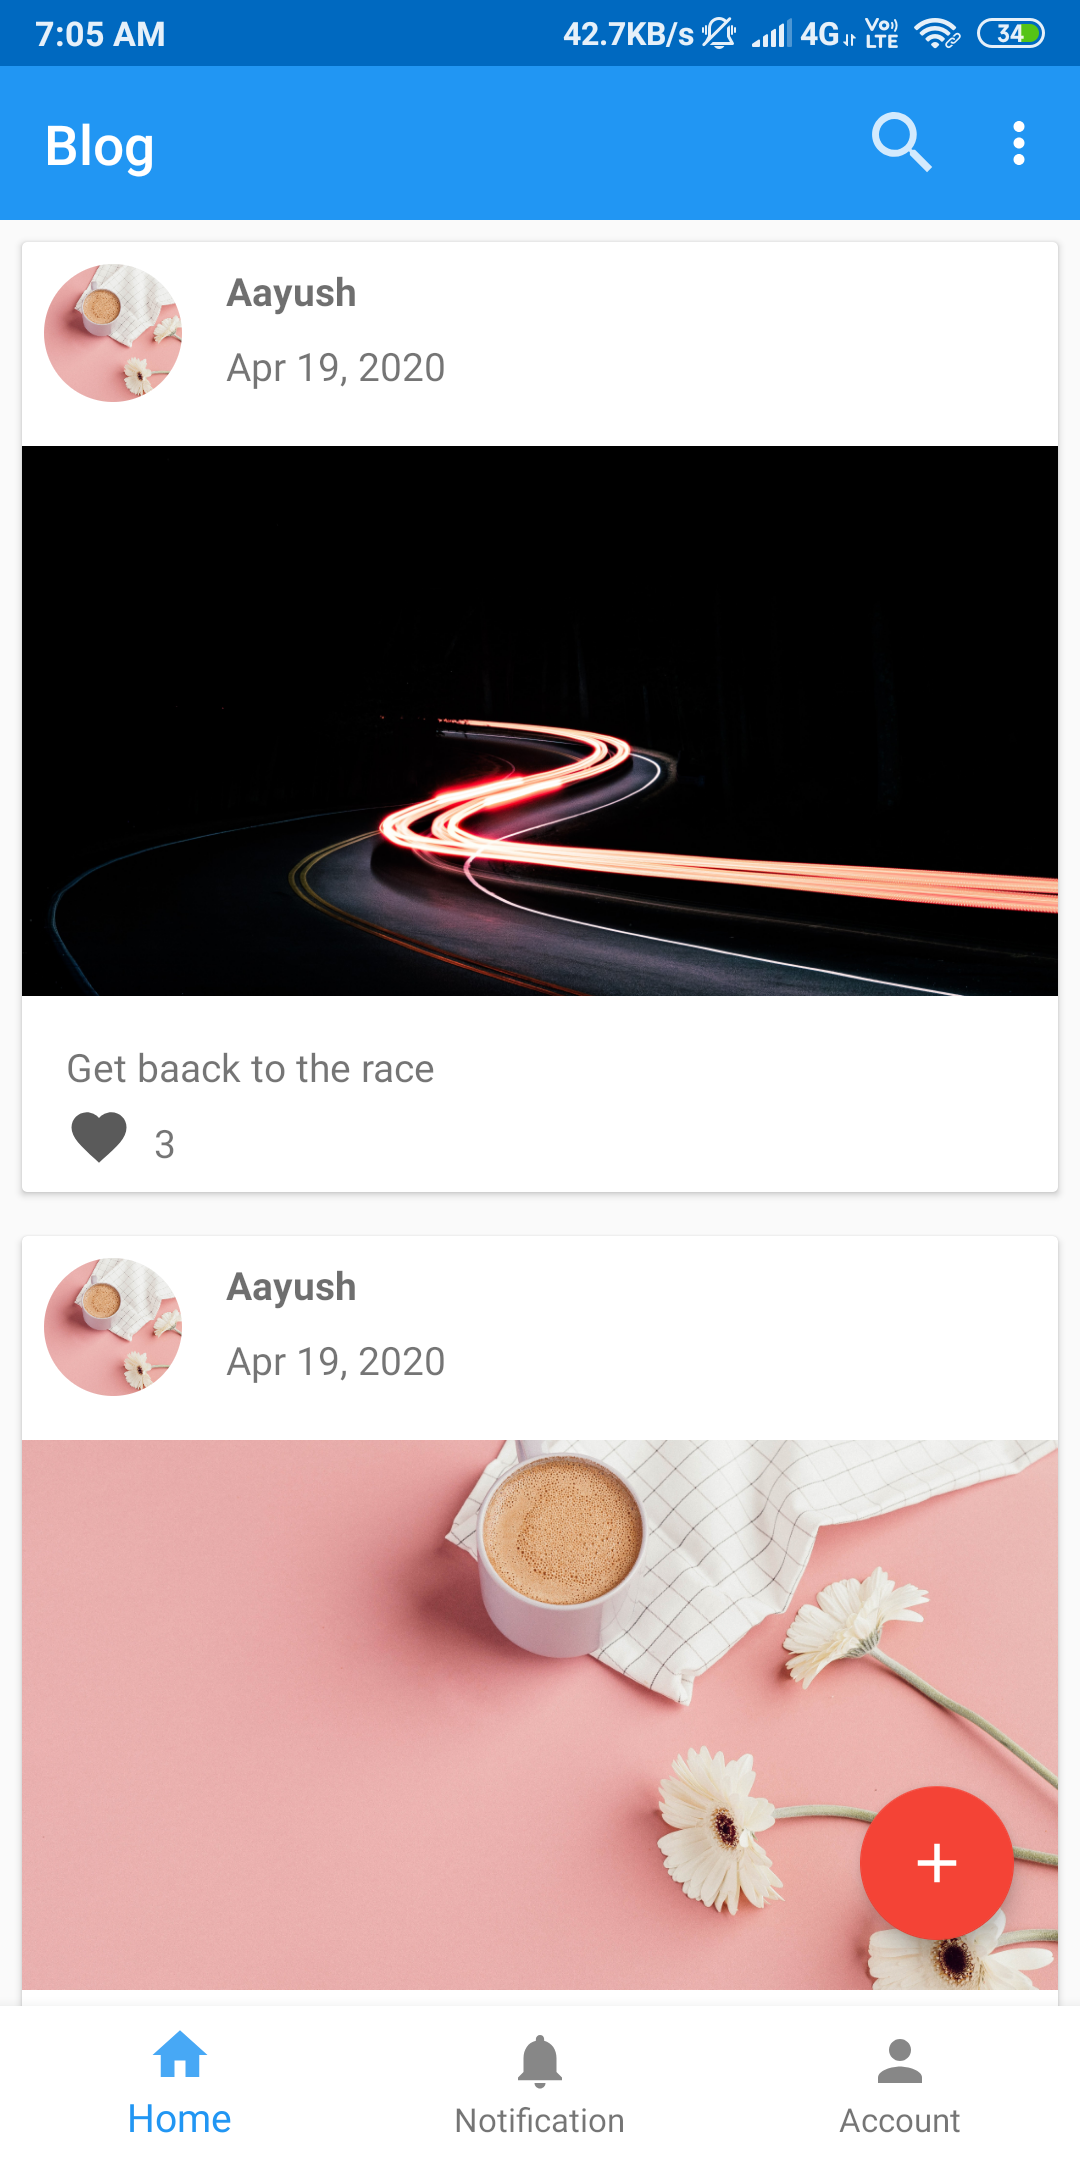 7:05 AM 42.7KB/s 4G Vo)) LTE 34
Blog
Aayush
Apr 19, 2020
Get baack to the race
3
Aayush
Apr 19, 2020
Home Notification Account